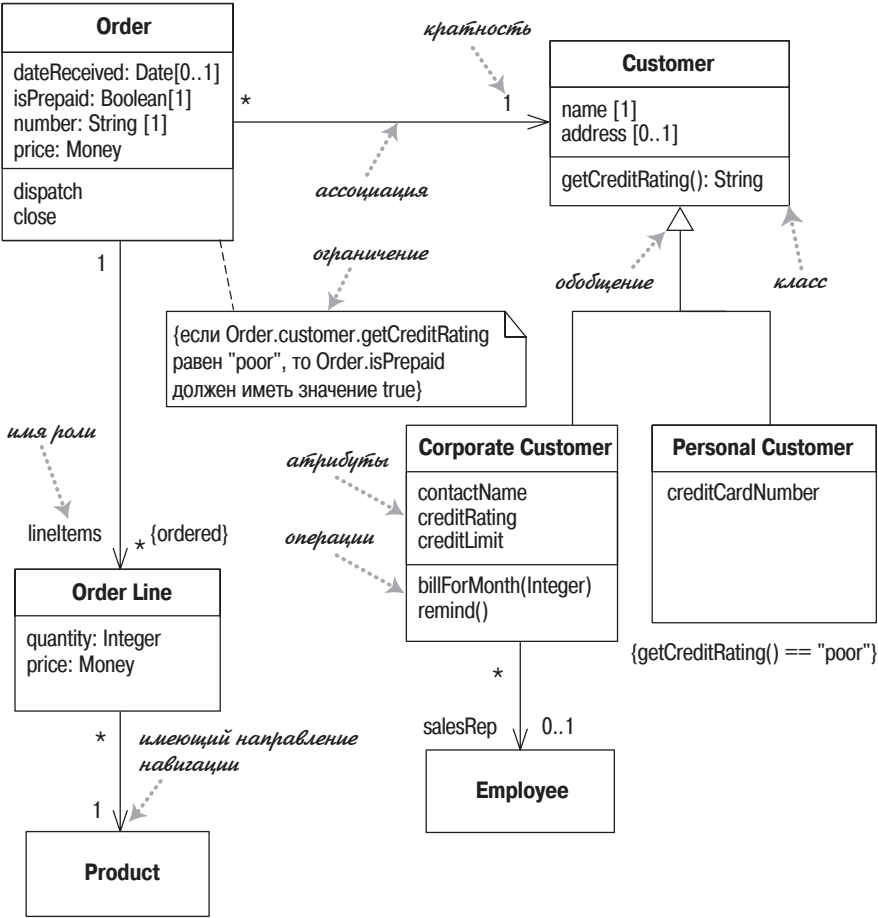 Order
dateReceived: Date[0..1]
isPrepaid: Boolean[1]
number: String [1]
price: Money
dispatch
close
*
1
кратность
ассоциация
Customer
name [1]
address [0..1]
getCreditRating(): String
1
ограничение
обобщение
класс
{если Order.customer.getCreditRating
равен "poor", то Order.isPrepaid
должен иметь значение true}
имя роли
lineItems
* {ordered}
Order Line
quantity: Integer
price: Money
*
имеющий направление
навигации
1
Product
атрибуты
операции
Corporate Customer
contactName
creditRating
creditLimit
billForMonth(Integer)
remind()
*
salesRep
0..1
Employee
Personal Customer
creditCardNumber
{getCreditRating() == "poor"}